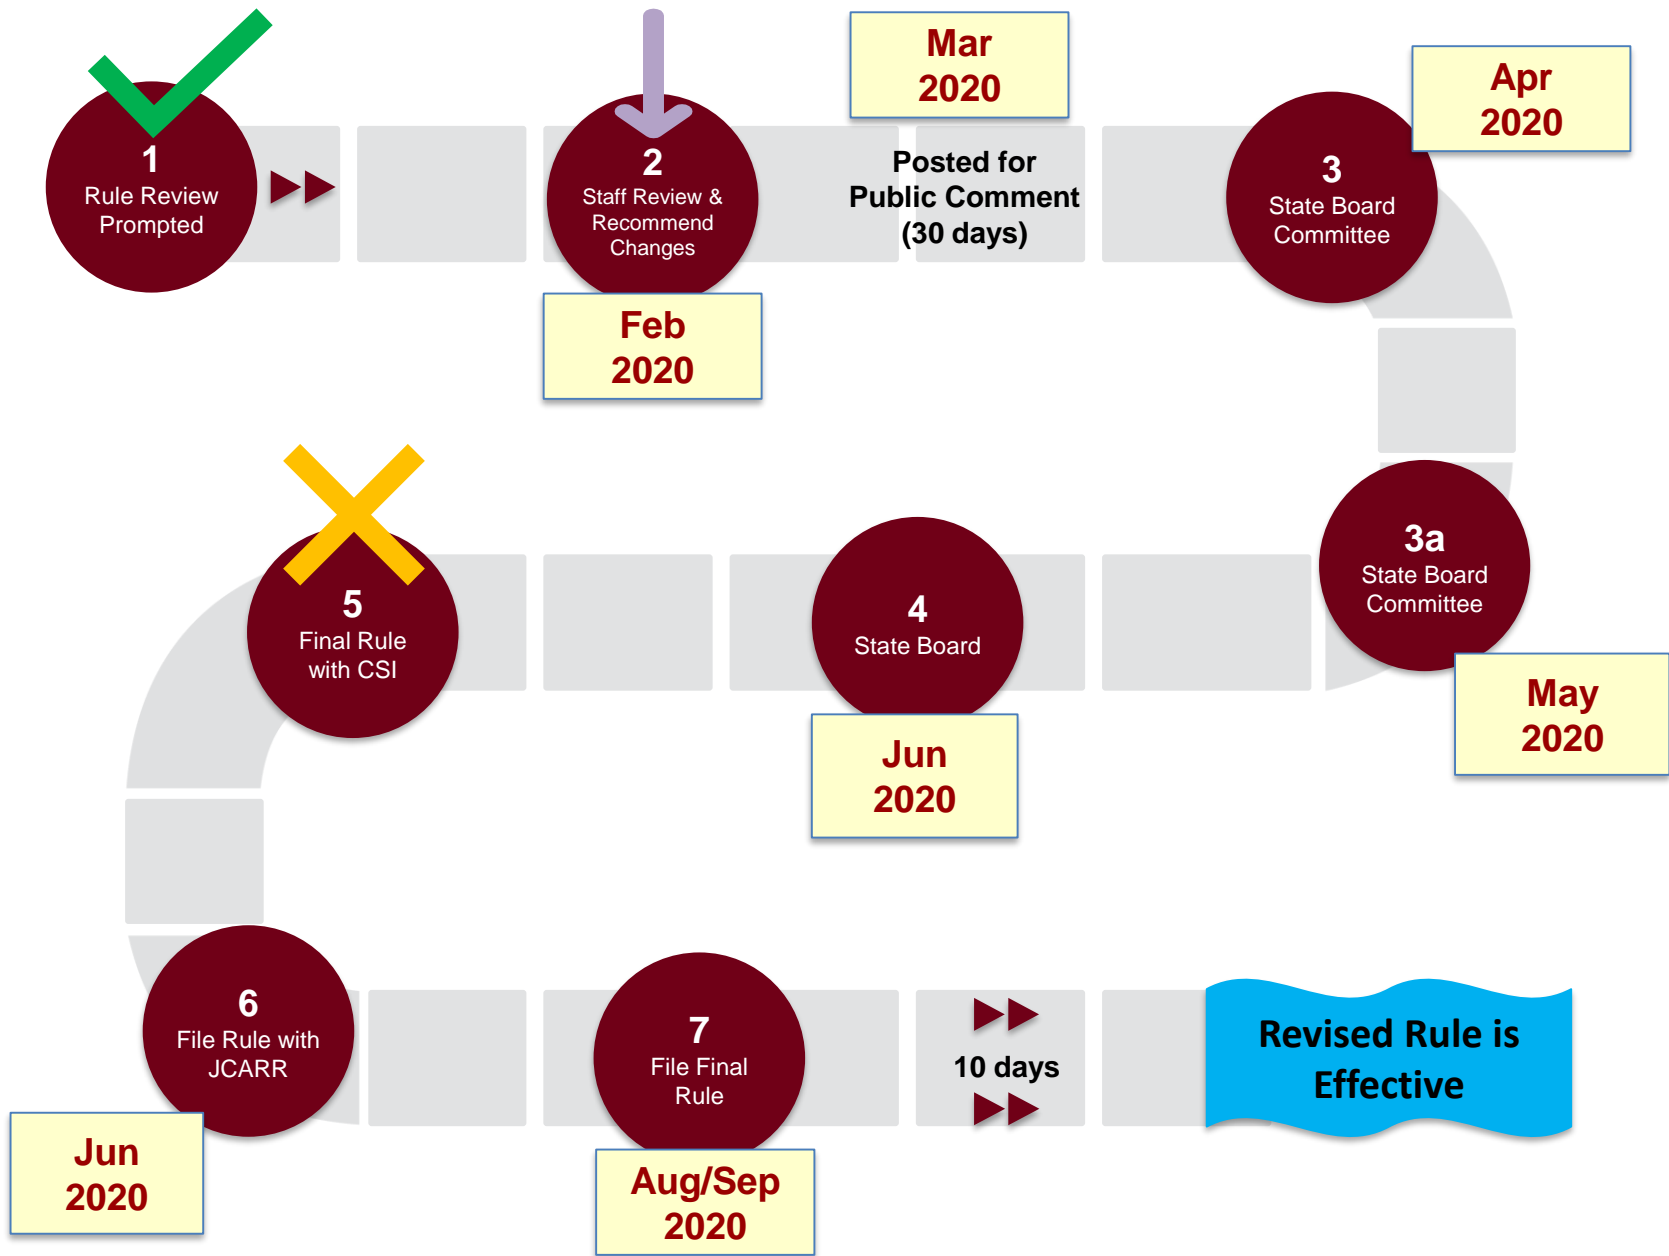 1
Rule Review
Prompted
2
Staff Review &
Recommend
Changes
Feb
2020
Mar
2020
Posted for
Public Comment
(30 days)
3
State Board
Committee
Apr
2020
3a
State Board
Committee
May
2020
4
State Board
Jun
2020
5
Final Rule
with CSI
6
File Rule with
JCARR
Jun
2020
7
File Final
Rule
Aug/Sep
2020
10 days
Revised Rule is
Effective